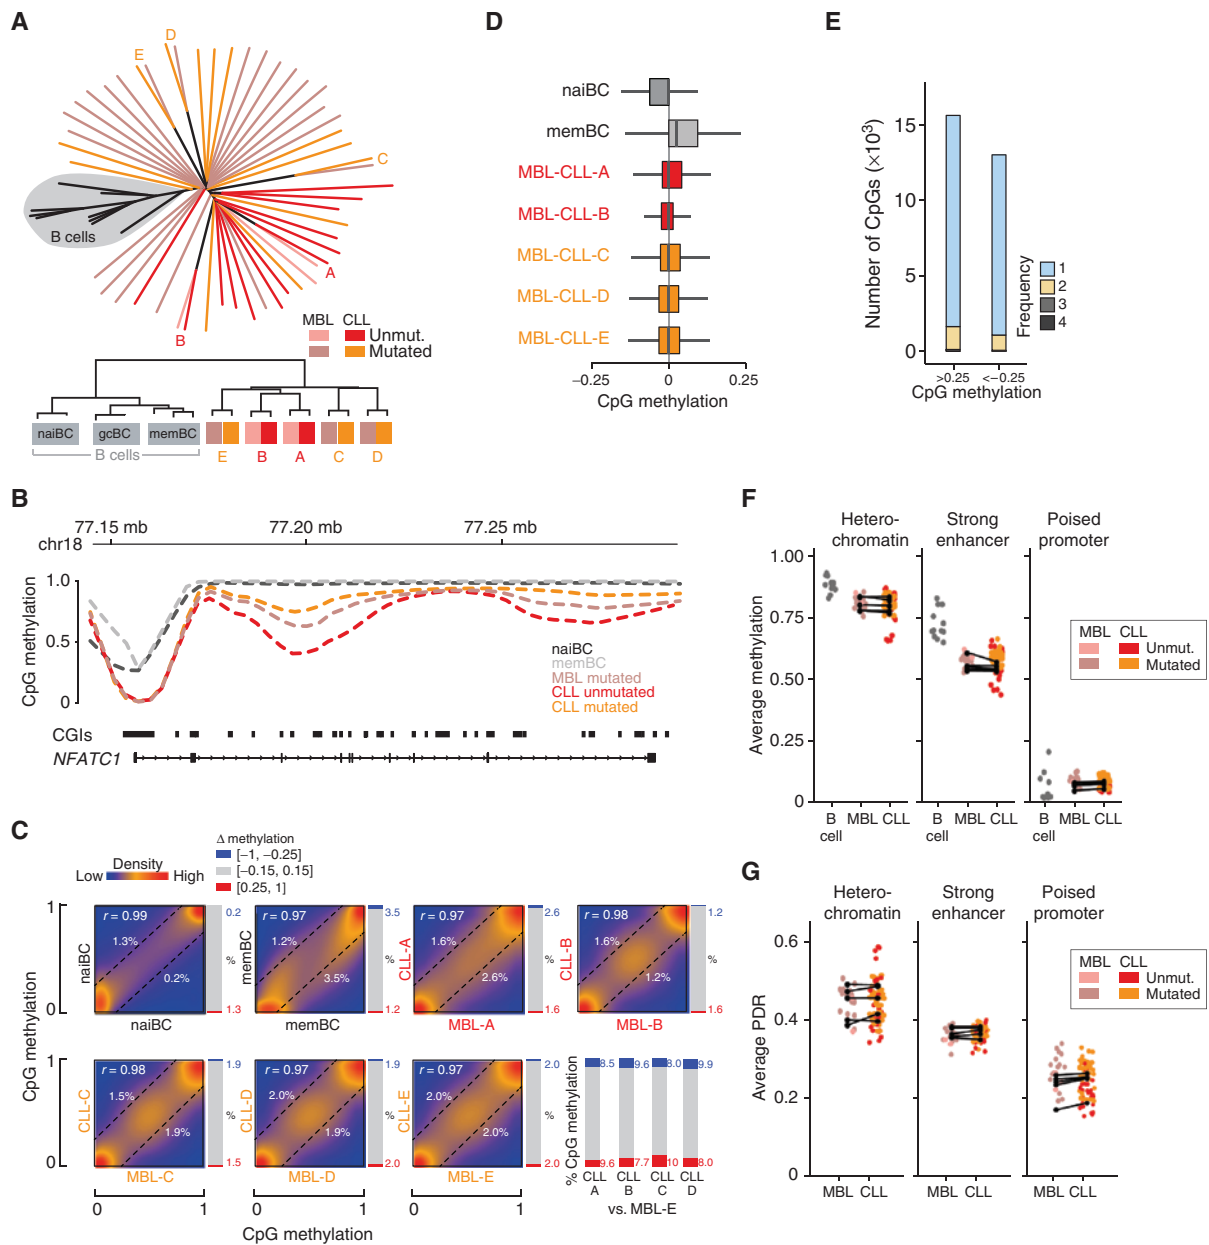 A
D
E
C
B cells
A
B
MBL CLL
Unmut.
Mutated
naiBC
gcBC
memBC
B cells
E
B
A
C
D
D
naiBC
memBC
MBL-CLL-A
MBL-CLL-B
MBL-CLL-C
MBL-CLL-D
MBL-CLL-E
−0.25
0
0.25
CpG methylation
E
Number of CpGs (×10³)
15
10
5
0
>0.25
<−0.25
CpG methylation
Frequency
1
2
3
4
B
77.15 mb
77.20 mb
77.25 mb
chr18
CpG methylation
1.0
0.5
0
naiBC
memBC
MBL mutated
CLL unmutated
CLL mutated
CGIs
NFATC1
C
Density
Low
High
Δ methylation
[−1, −0.25]
[−0.15, 0.15]
[0.25, 1]
CpG methylation
1
0
naiBC
r = 0.99
1.3%
0.2%
0.2
%
1.3
naiBC
memBC
r = 0.97
1.2%
3.5%
3.5
%
1.2
memBC
CLL-A
r = 0.97
1.6%
2.6%
2.6
%
1.6
MBL-A
CLL-B
r = 0.98
1.6%
1.2%
1.2
%
1.6
MBL-B
1
0
CLL-C
r = 0.98
1.5%
1.9%
1.9
%
1.5
MBL-C
CLL-D
r = 0.97
2.0%
1.9%
1.9
%
2.0
MBL-D
CLL-E
r = 0.97
2.0%
2.0%
2.0
%
2.0
MBL-E
% CpG methylation
8.5
9.6
8.0
9.9
9.6
7.7
10
8.0
CLL A
CLL B
CLL C
CLL D
vs. MBL-E
0
1
0
1
0
1
CpG methylation
F
Hetero-
chromatin
Strong
enhancer
Poised
promoter
Average methylation
1.00
0.75
0.50
0.25
0
B cell
MBL
CLL
B cell
MBL
CLL
B cell
MBL
CLL
MBL CLL
Unmut.
Mutated
G
Hetero-
chromatin
Strong
enhancer
Poised
promoter
Average PDR
0.6
0.4
0.2
0
MBL
CLL
MBL
CLL
MBL
CLL
MBL CLL
Unmut.
Mutated